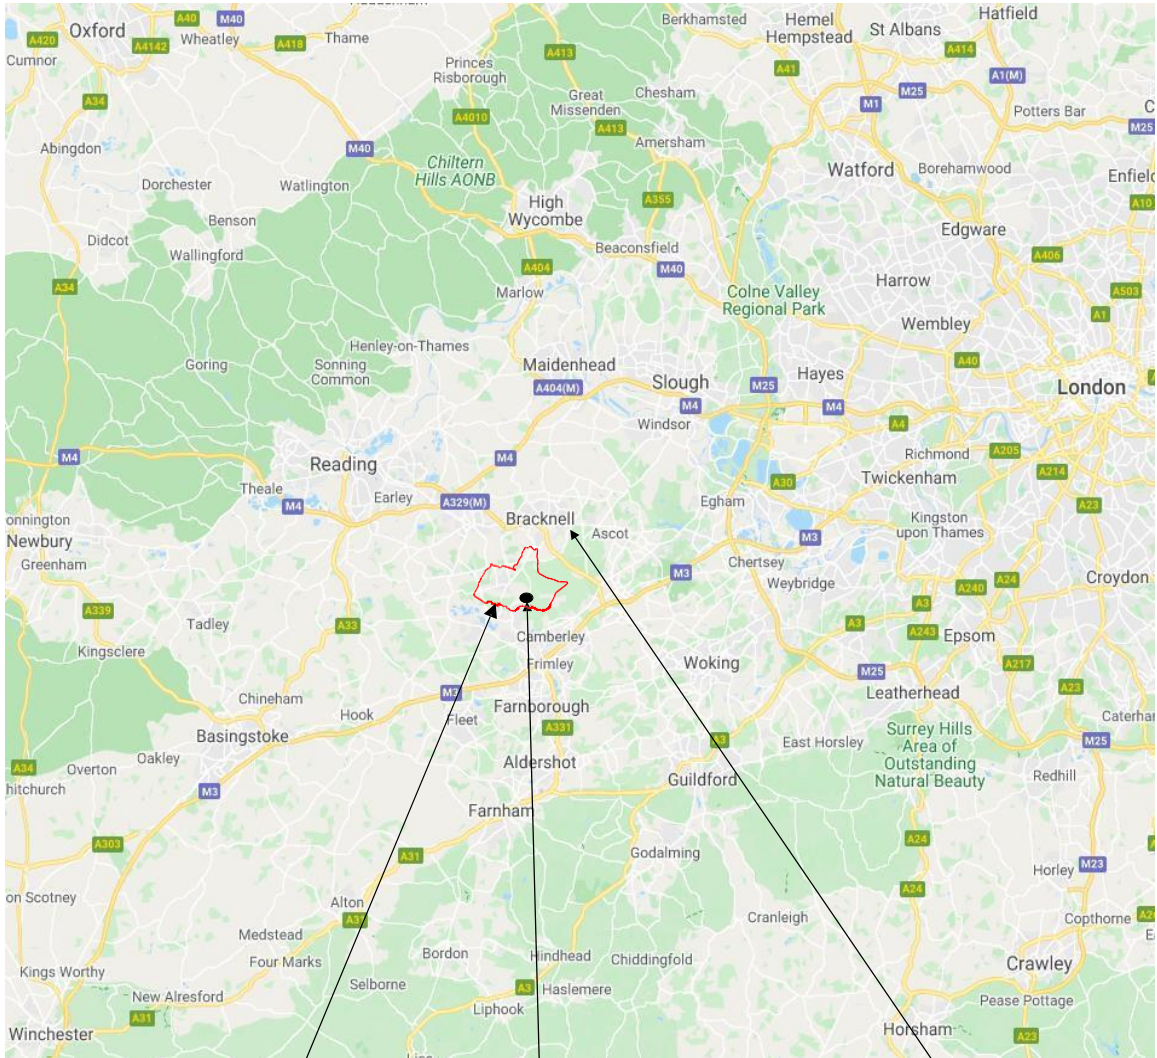 A40
M40
Oxford
Wheatley
Thame
A420
A4142
A418
Cumnor
A413
Berkhamsted
Hemel
Hempstead
St Albans
Hatfield
A414
Princes
Risborough
A41
A1(M)
A34
Great
Missenden
Chesham
M25
M1
Potters Bar
A4010
A413
M25
Abingdon
M40
Amersham
Chiltern
Hills AONB
Watford
Borehamwood
Enfield
Dorchester
Watlington
High
Wycombe
A355
A10
Benson
Edgware
Didcot
Wallingford
Beaconsfield
A406
A404
M40
A34
Marlow
Colne Valley
Regional Park
Harrow
A503
A1
Wembley
Henley-on-Thames
Goring
Sonning
Common
Maidenhead
A40
A404(M)
Slough
M25
Hayes
London
M4
M4
Windsor
A4
M4
M4
Richmond
A205
Reading
A214
Theale
Earley
A329(M)
A30
Twickenham
M4
Egham
A23
onnington
Newbury
Bracknell
Ascot
Kingston
upon Thames
M3
Greenham
Chertsey
M3
Weybridge
A240
A24
Croydon
A339
Tadley
A33
A3
A3
A243
Epsom
Camberley
Kingsclere
Frimley
Woking
M25
A217
Chineham
M3
Leatherhead
A23
Hook
Fleet
Farnborough
A331
Basingstoke
A3
East Horsley
Surrey Hills
Area of
Outstanding
Natural Beauty
Caterha
M25
Oakley
Aldershot
A34
Overton
hitchurch
M3
Guildford
Redhill
Farnham
A303
A24
Godalming
M23
A31
Horley
on Scotney
Alton
A24
A31
Cranleigh
Copthorne
Medstead
Bordon
Hindhead
Chiddingfold
Four Marks
Crawley
Kings Worthy
Selborne
A3
Haslemere
New Alresford
Liphook
Pease Pottage
A31
Winchester
Horsham
A23